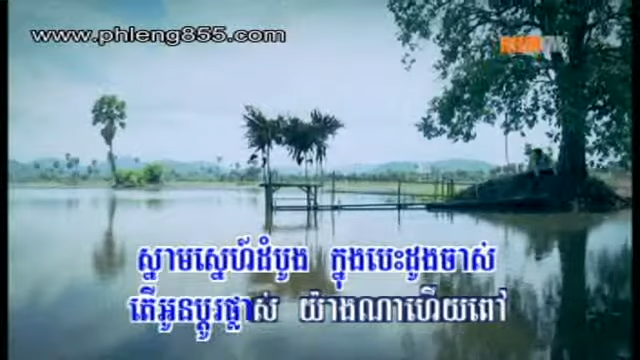 www.phleng855.com
ស្នាមស្នេហ៍ដំបូង ក្នុងបេះដូងចាស់
តើអូនប្ដូរផ្លាស់ យ៉ាងណាហើយពៅ